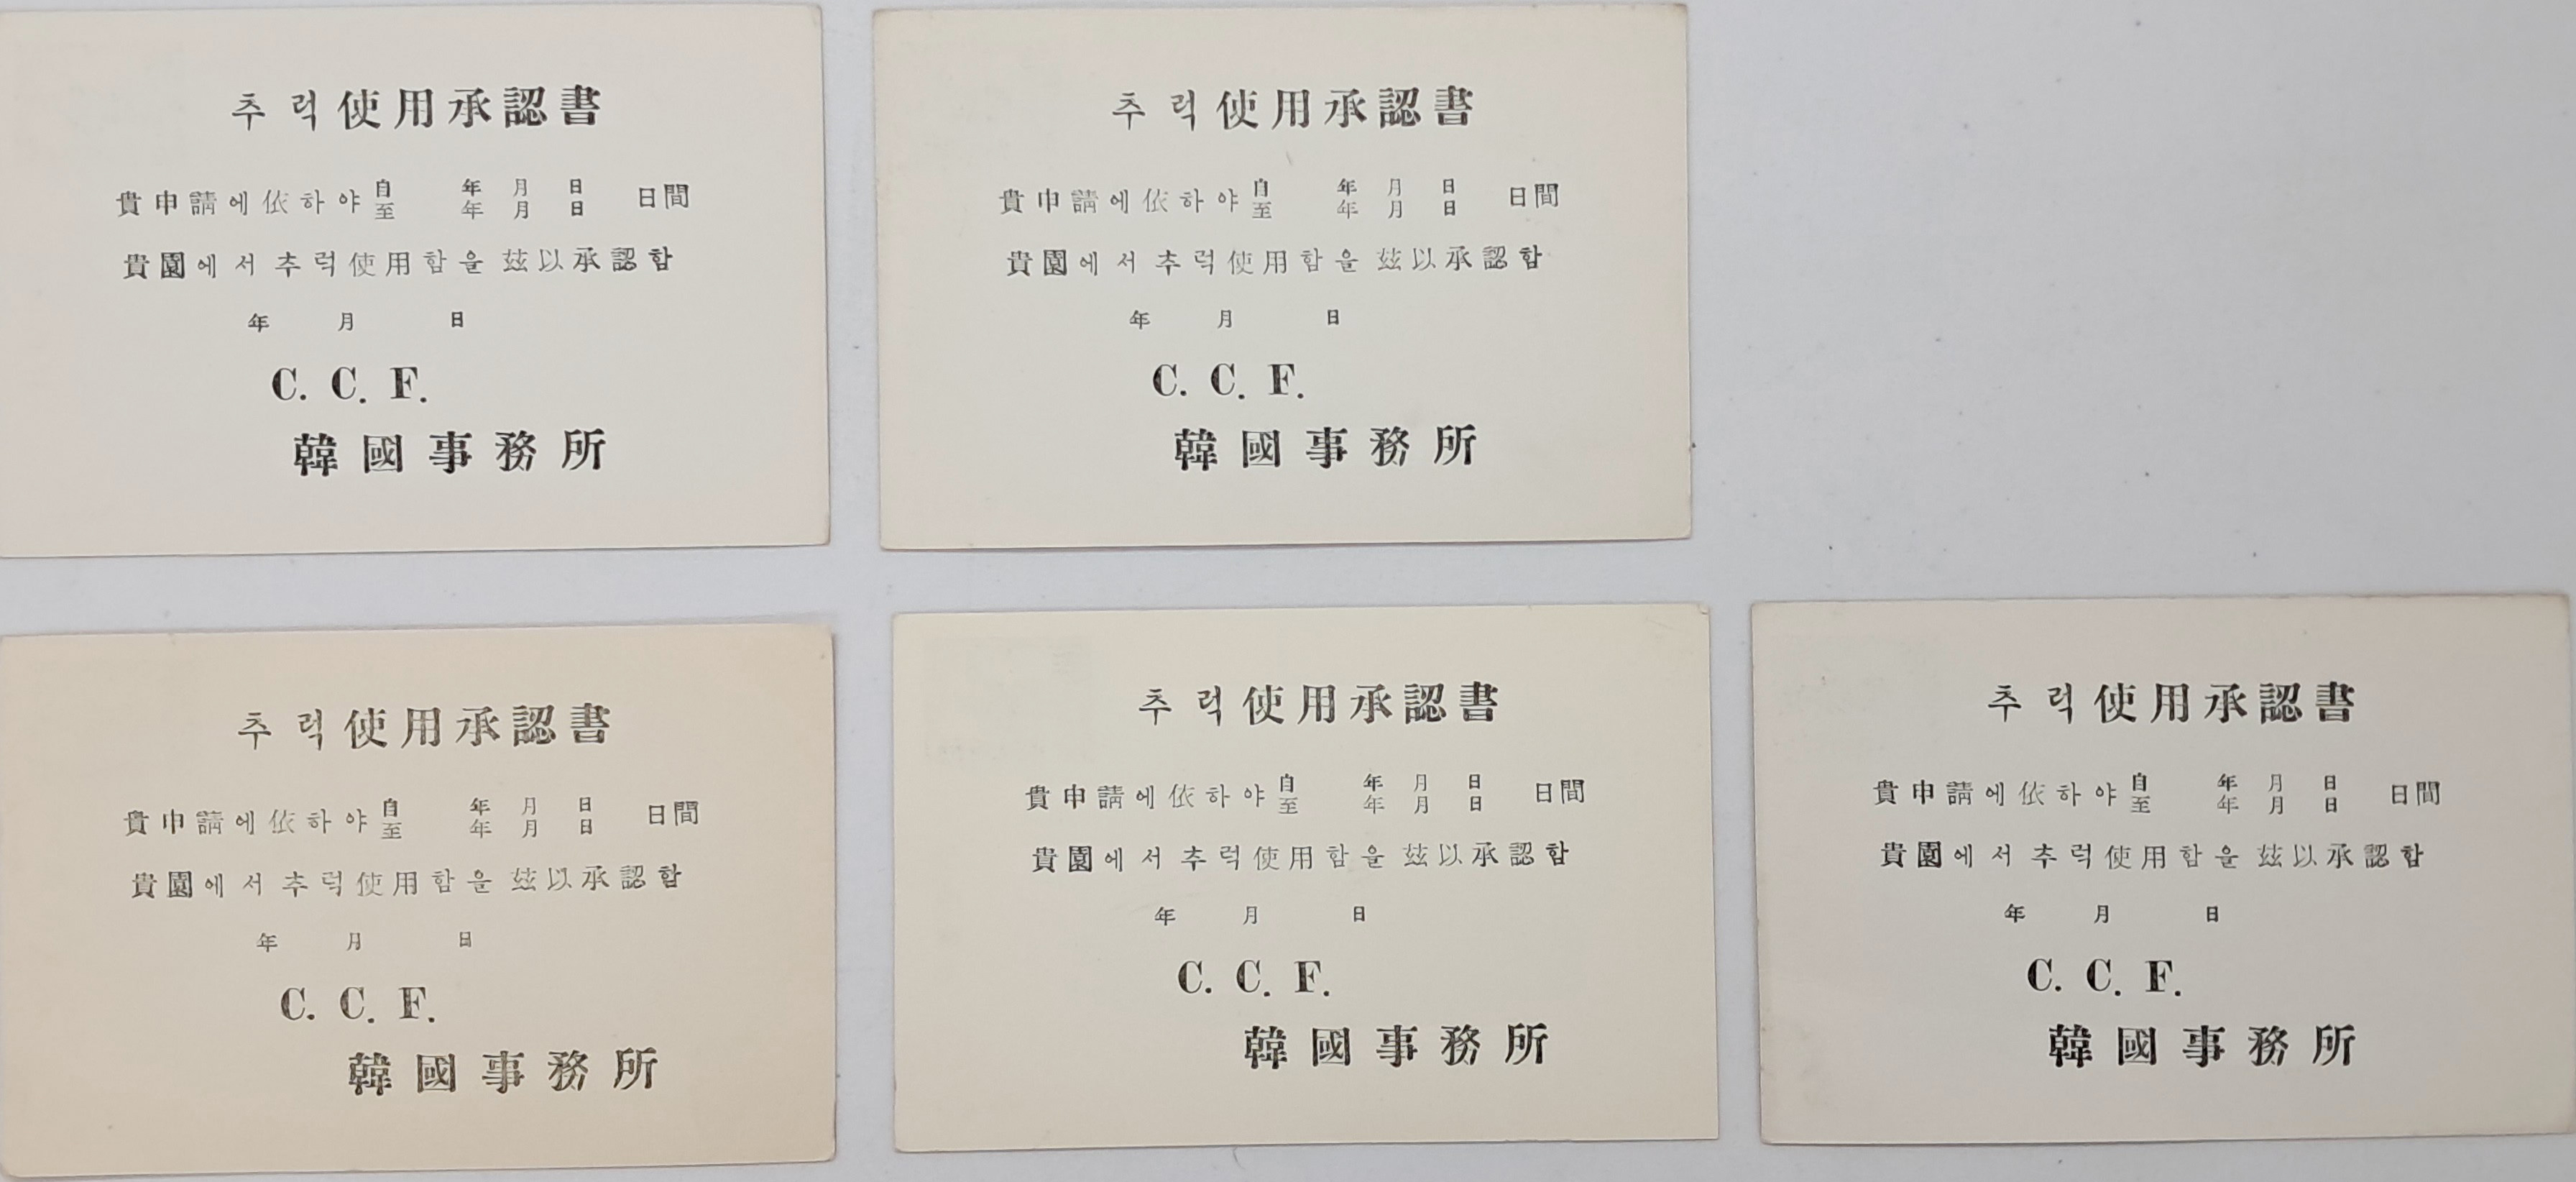 추럭使用承認書
貴申請에依하야 自 年 月 日 日間
至 年 月 日
貴園에서 추럭使用함을 玆以承認함
年 月 日
C. C. F.
韓國事務所
추럭使用承認書
貴申請에依하야 自 年 月 日 日間
至 年 月 日
貴園에서 추럭使用함을 玆以承認함
年 月 日
C. C. F.
韓國事務所
추럭使用承認書
貴申請에依하야 自 年 月 日 日間
至 年 月 日
貴園에서 추럭使用함을 玆以承認함
年 月 日
C. C. F.
韓國事務所
추럭使用承認書
貴申請에依하야 自 年 月 日 日間
至 年 月 日
貴園에서 추럭使用함을 玆以承認함
年 月 日
C. C. F.
韓國事務所
추럭使用承認書
貴申請에依하야 自 年 月 日 日間
至 年 月 日
貴園에서 추럭使用함을 玆以承認함
年 月 日
C. C. F.
韓國事務所